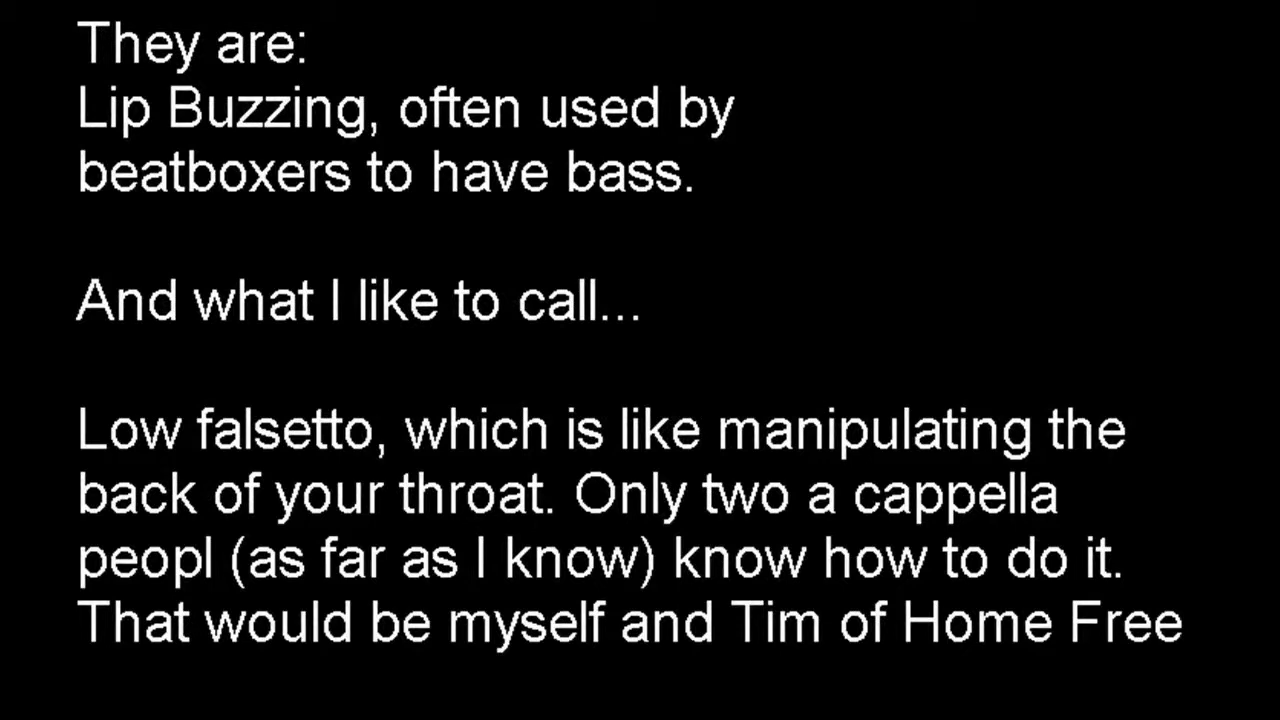 They are:
Lip Buzzing, often used by
beatboxers to have bass.
And what I like to call...
Low falsetto, which is like manipulating the
back of your throat. Only two a cappella
peopl (as far as I know) know how to do it.
That would be myself and Tim of Home Free